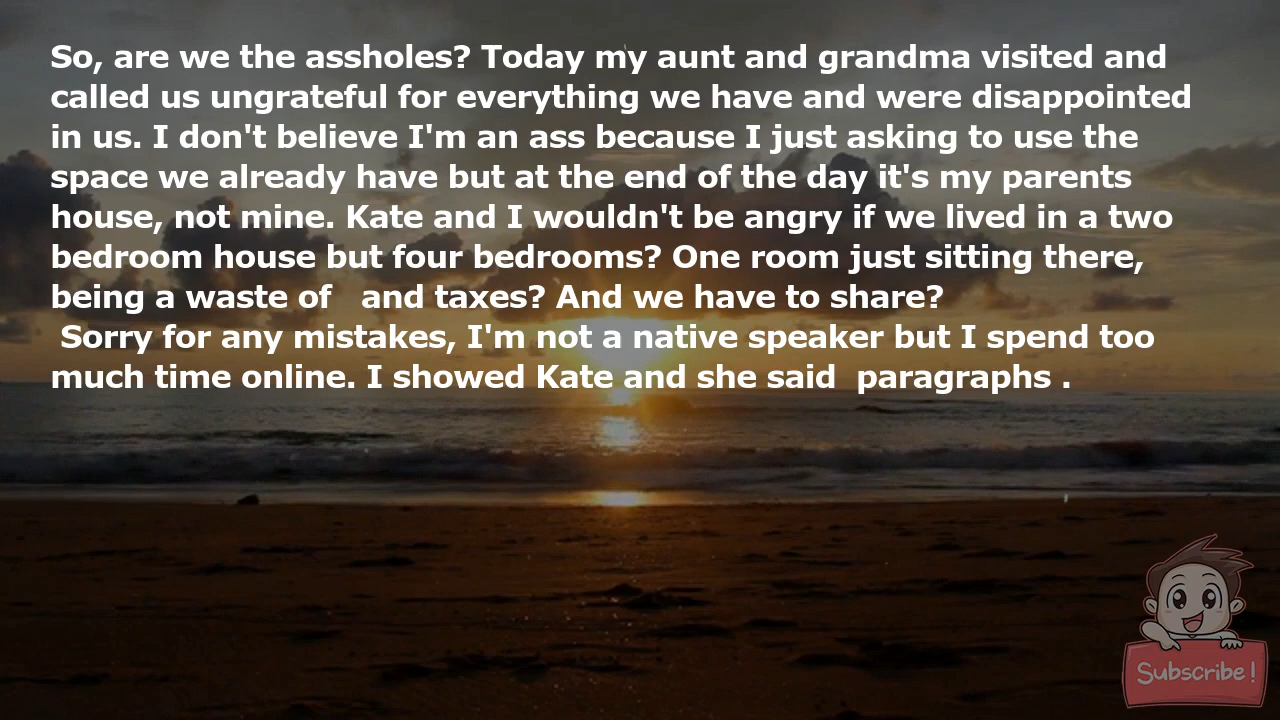 So, are we the assholes? Today my aunt and grandma visited and
called us ungrateful for everything we have and were disappointed
in us. I don't believe I'm an ass because I just asking to use the
space we already have but at the end of the day it's my parents
house, not mine. Kate and I wouldn't be angry if we lived in a two
bedroom house but four bedrooms? One room just sitting there,
being a waste of   and taxes? And we have to share?
Sorry for any mistakes, I'm not a native speaker but I spend too
much time online. I showed Kate and she said  paragraphs .
Subscribe!